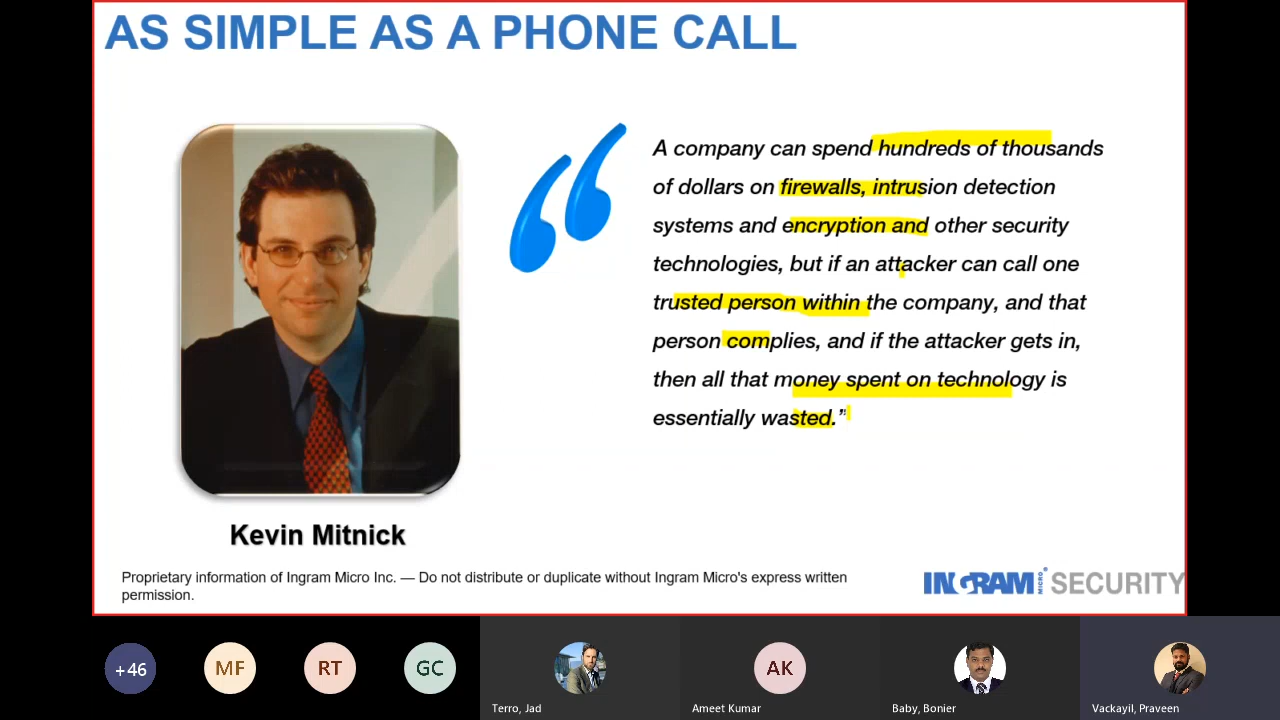 AS SIMPLE AS A PHONE CALL
“
A company can spend hundreds of thousands
of dollars on firewalls, intrusion detection
systems and encryption and other security
technologies, but if an attacker can call one
trusted person within the company, and that
person complies, and if the attacker gets in,
then all that money spent on technology is
essentially wasted.”
Kevin Mitnick
Proprietary information of Ingram Micro Inc. — Do not distribute or duplicate without Ingram Micro's express written
permission.
INGRAM MICRO SECURITY
+46
MF
RT
GC
AK
Terro, Jad
Ameet Kumar
Baby, Bonier
Vackayil, Praveen